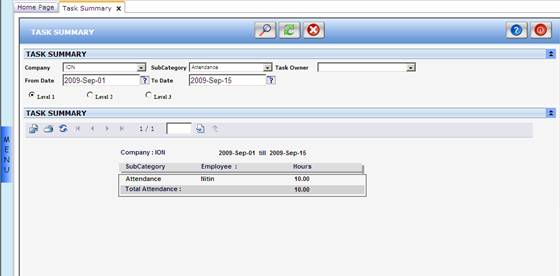 Home Page Task Summary x
TASK SUMMARY
TASK SUMMARY
Company ION SubCategory Attendance Task Owner
From Date 2009-Sep-01 ? To Date 2009-Sep-15 ?
Level 1 Level 2 Level 3
TASK SUMMARY
1 / 1
MENU
Company : ION 2009-Sep-01 till 2009-Sep-15
SubCategory Employee : Hours
Attendance Nitin 10.00
Total Attendance : 10.00